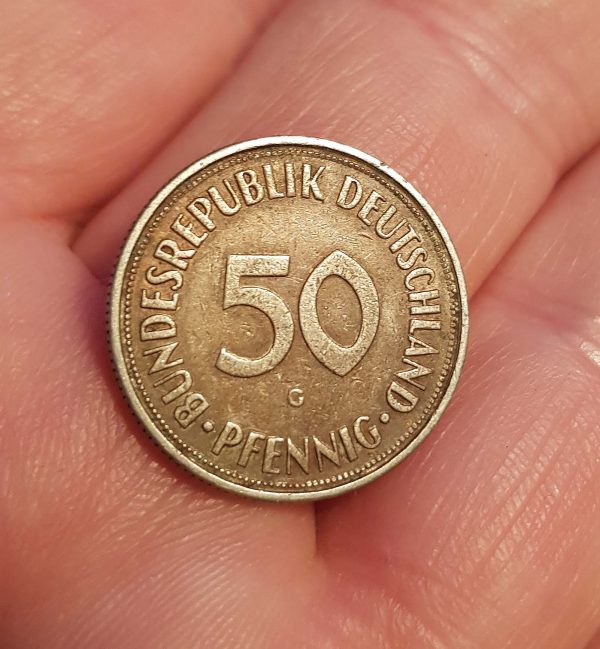 BUNDESREPUBLIK DEUTSCHLAND
50
G
· PFENNIG ·